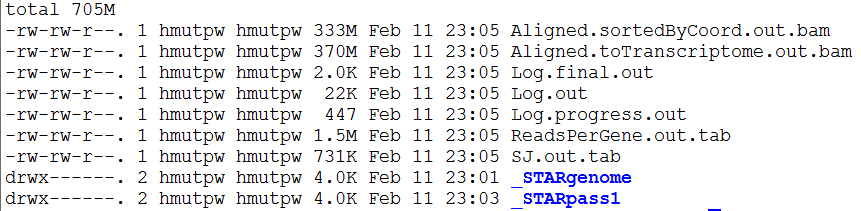 total 705M
-rw-rw-r--. 1 hmutpw hmutpw 333M Feb 11 23:05 Aligned.sortedByCoord.out.bam
-rw-rw-r--. 1 hmutpw hmutpw 370M Feb 11 23:05 Aligned.toTranscriptome.out.bam
-rw-rw-r--. 1 hmutpw hmutpw 2.0K Feb 11 23:05 Log.final.out
-rw-rw-r--. 1 hmutpw hmutpw  22K Feb 11 23:05 Log.out
-rw-rw-r--. 1 hmutpw hmutpw  447 Feb 11 23:05 Log.progress.out
-rw-rw-r--. 1 hmutpw hmutpw 1.5M Feb 11 23:05 ReadsPerGene.out.tab
-rw-rw-r--. 1 hmutpw hmutpw 731K Feb 11 23:05 SJ.out.tab
drwx------. 2 hmutpw hmutpw 4.0K Feb 11 23:01 _STARgenome
drwx------. 2 hmutpw hmutpw 4.0K Feb 11 23:03 _STARpass1